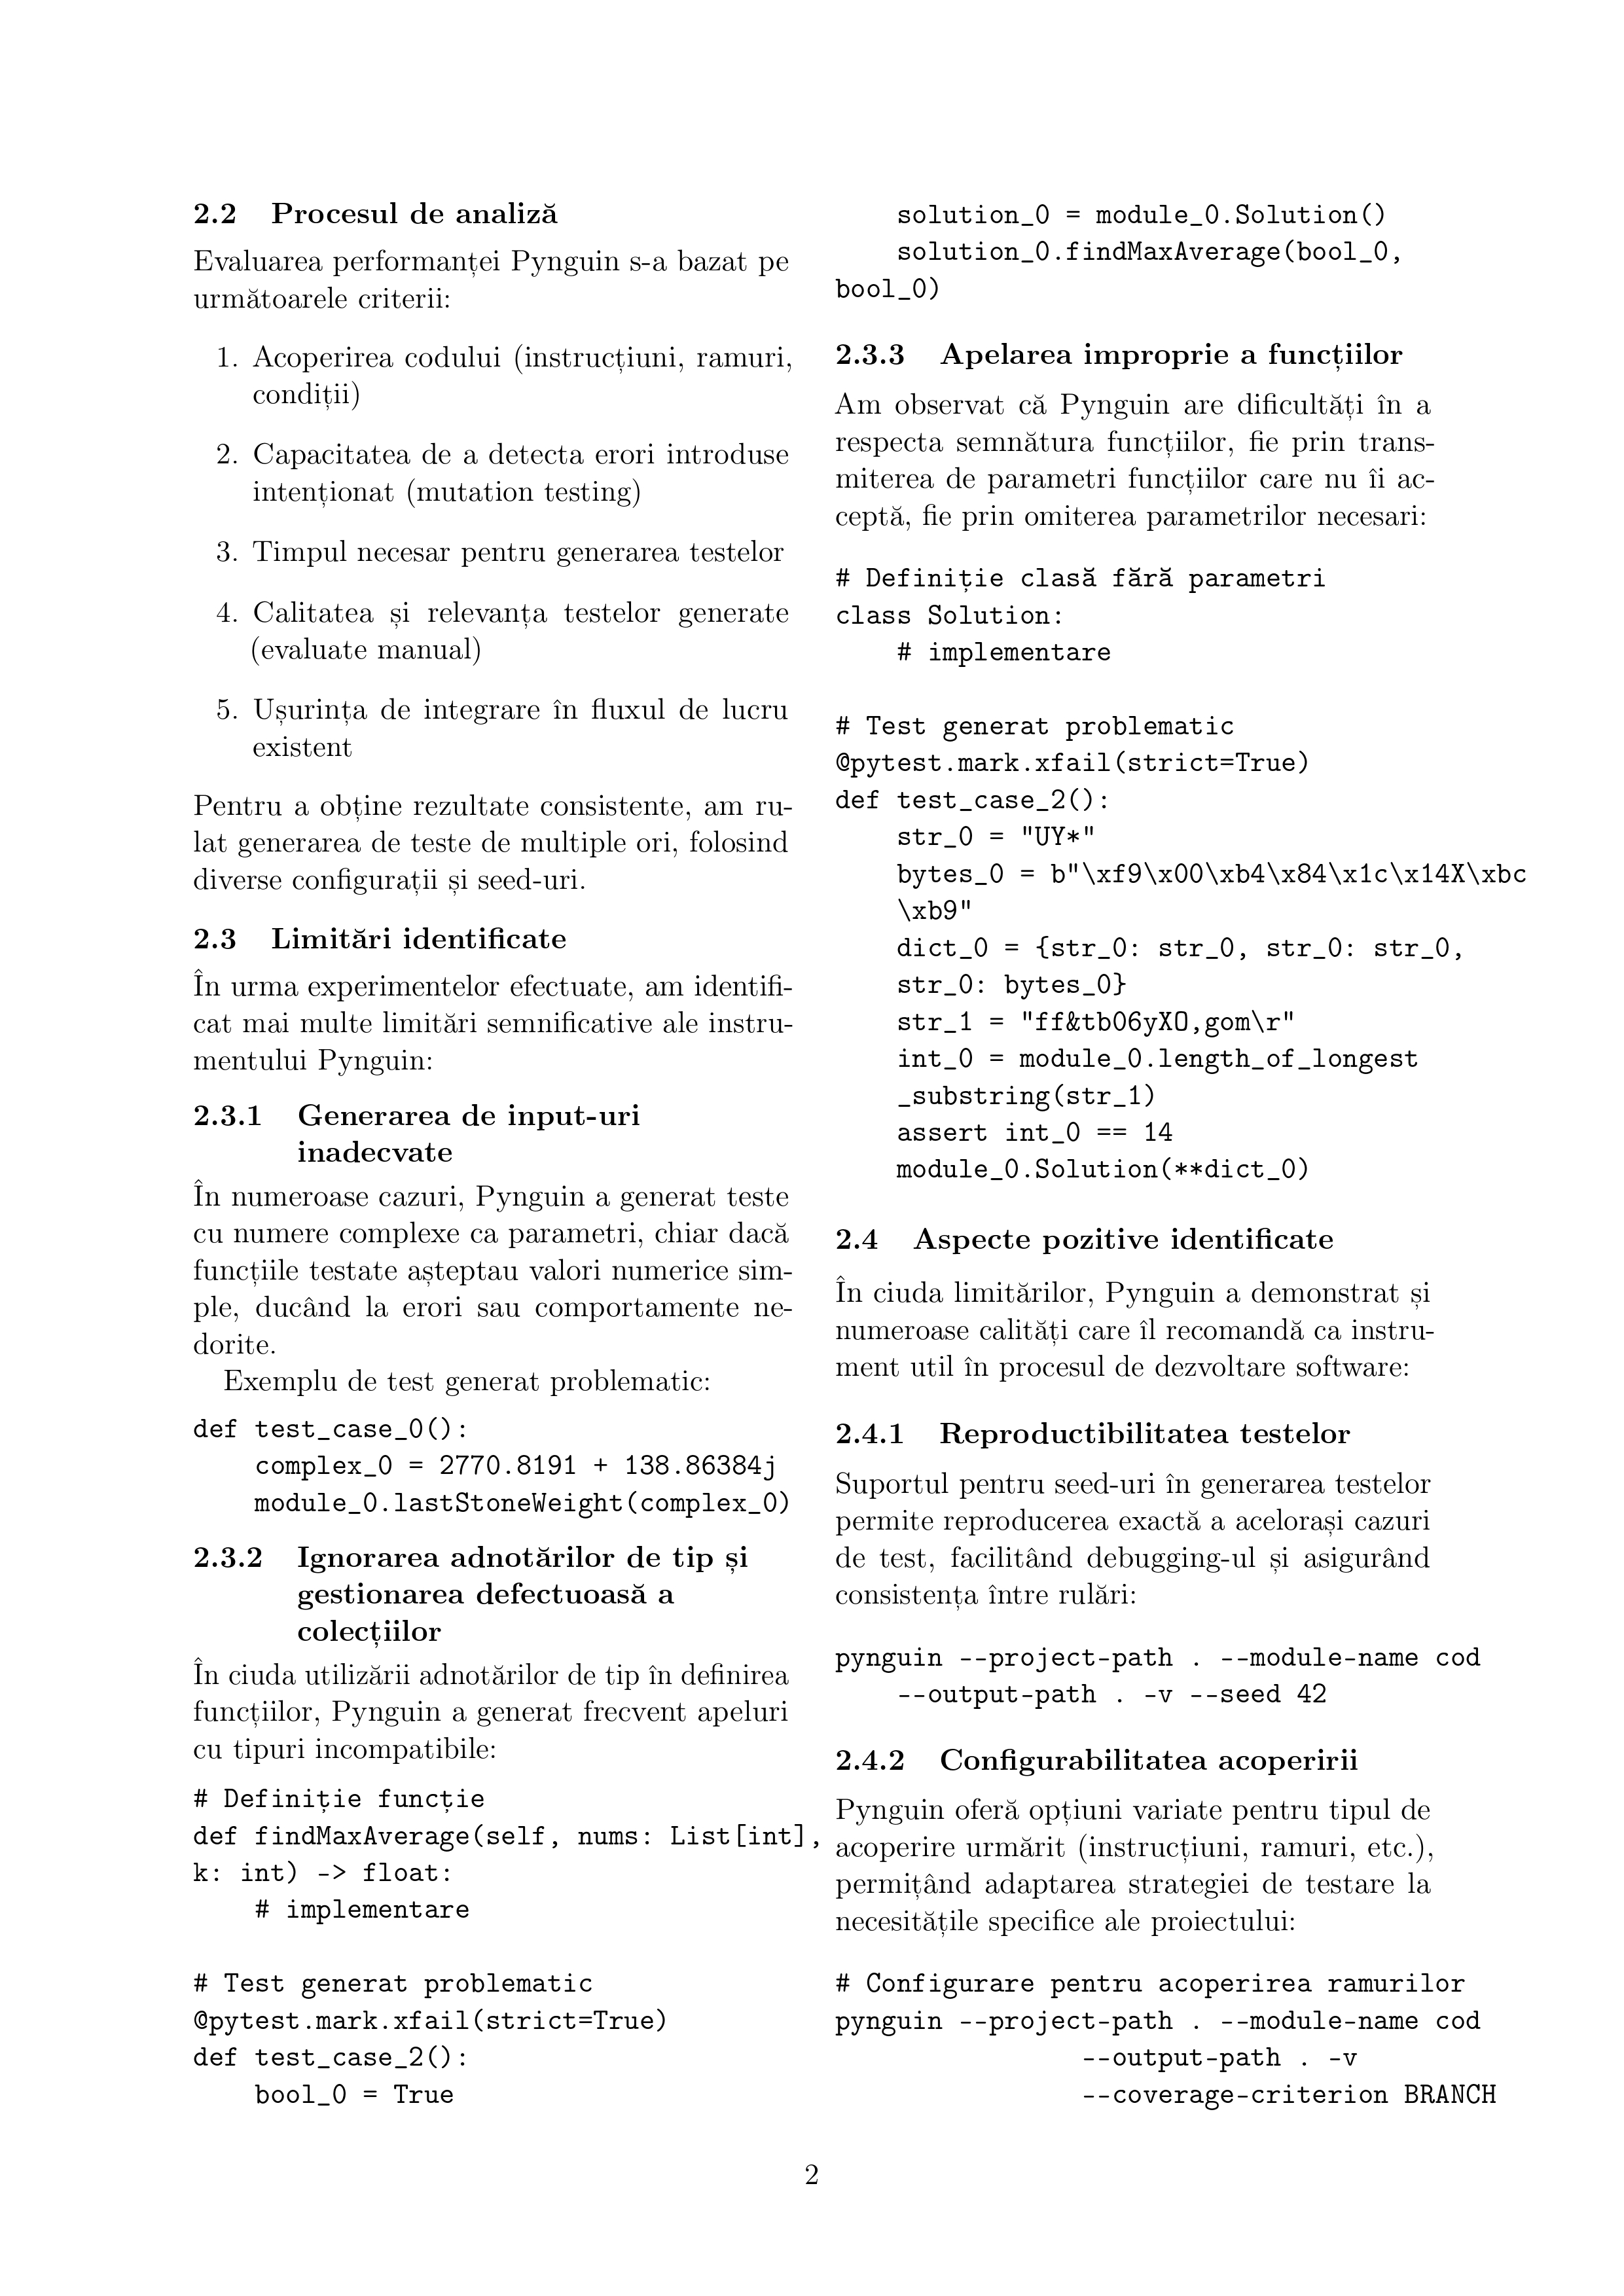 2.2 Procesul de analiză
Evaluarea performanței Pynguin s-a bazat pe
următoarele criterii:
1. Acoperirea codului (instrucțiuni, ramuri,
condiții)
2. Capacitatea de a detecta erori introduse
intenționat (mutation testing)
3. Timpul necesar pentru generarea testelor
4. Calitatea și relevanța testelor generate
(evaluate manual)
5. Ușurința de integrare în fluxul de lucru
existent
Pentru a obține rezultate consistente, am ru-
lat generarea de teste de multiple ori, folosind
diverse configurații și seed-uri.
2.3 Limitări identificate
În urma experimentelor efectuate, am identifi-
cat mai multe limitări semnificative ale instru-
mentului Pynguin:
2.3.1 Generarea de input-uri
inadecvate
În numeroase cazuri, Pynguin a generat teste
cu numere complexe ca parametri, chiar dacă
funcțiile testate așteptau valori numerice sim-
ple, ducând la erori sau comportamente ne-
dorite.
Exemplu de test generat problematic:
def test_case_0():
    complex_0 = 2770.8191 + 138.86384j
    module_0.lastStoneWeight(complex_0)
2.3.2 Ignorarea adnotărilor de tip și
gestionarea defectuoasă a
colecțiilor
În ciuda utilizării adnotărilor de tip în definirea
funcțiilor, Pynguin a generat frecvent apeluri
cu tipuri incompatibile:
# Definiție funcție
def findMaxAverage(self, nums: List[int],
k: int) -> float:
    # implementare
# Test generat problematic
@pytest.mark.xfail(strict=True)
def test_case_2():
    bool_0 = True
    solution_0 = module_0.Solution()
    solution_0.findMaxAverage(bool_0,
bool_0)
2.3.3 Apelarea improprie a funcțiilor
Am observat că Pynguin are dificultăți în a
respecta semnătura funcțiilor, fie prin trans-
miterea de parametri funcțiilor care nu îi ac-
ceptă, fie prin omiterea parametrilor necesari:
# Definiție clasă fără parametri
class Solution:
    # implementare
# Test generat problematic
@pytest.mark.xfail(strict=True)
def test_case_2():
    str_0 = "UY*"
    bytes_0 = b"\xf9\x00\xb4\x84\x1c\x14X\xbc
    \xb9"
    dict_0 = {str_0: str_0, str_0: str_0,
    str_0: bytes_0}
    str_1 = "ff&tb06yXO,gom\r"
    int_0 = module_0.length_of_longest
    _substring(str_1)
    assert int_0 == 14
    module_0.Solution(**dict_0)
2.4 Aspecte pozitive identificate
În ciuda limitărilor, Pynguin a demonstrat și
numeroase calități care îl recomandă ca instru-
ment util în procesul de dezvoltare software:
2.4.1 Reproductibilitatea testelor
Suportul pentru seed-uri în generarea testelor
permite reproducerea exactă a acelorași cazuri
de test, facilitând debugging-ul și asigurând
consistența între rulări:
pynguin --project-path . --module-name cod
    --output-path . -v --seed 42
2.4.2 Configurabilitatea acoperirii
Pynguin oferă opțiuni variate pentru tipul de
acoperire urmărit (instrucțiuni, ramuri, etc.),
permițând adaptarea strategiei de testare la
necesitățile specifice ale proiectului:
# Configurare pentru acoperirea ramurilor
pynguin --project-path . --module-name cod
                --output-path . -v
                --coverage-criterion BRANCH
2